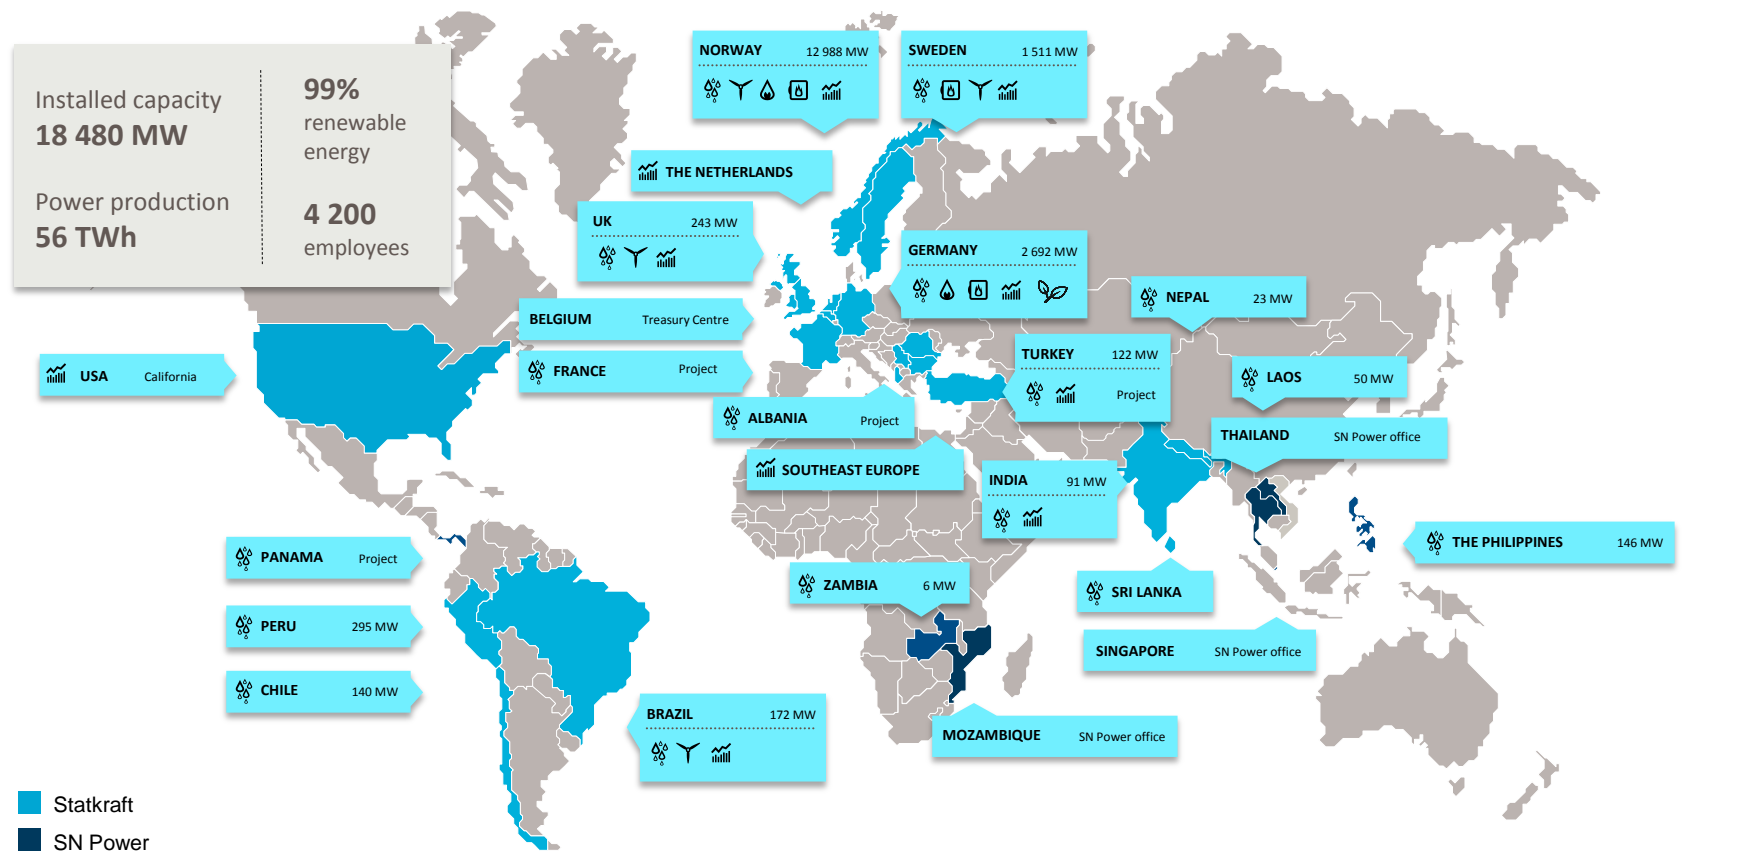 Installed capacity
18 480 MW
Power production
56 TWh
99%
renewable
energy
4 200
employees
NORWAY 12 988 MW
SWEDEN 1 511 MW
THE NETHERLANDS
UK 243 MW
GERMANY 2 692 MW
BELGIUM Treasury Centre
NEPAL 23 MW
USA California
FRANCE Project
TURKEY 122 MW
Project
LAOS 50 MW
ALBANIA Project
THAILAND SN Power office
SOUTHEAST EUROPE
INDIA 91 MW
PANAMA Project
THE PHILIPPINES 146 MW
ZAMBIA 6 MW
SRI LANKA
PERU 295 MW
SINGAPORE SN Power office
CHILE 140 MW
BRAZIL 172 MW
MOZAMBIQUE SN Power office
Statkraft
SN Power